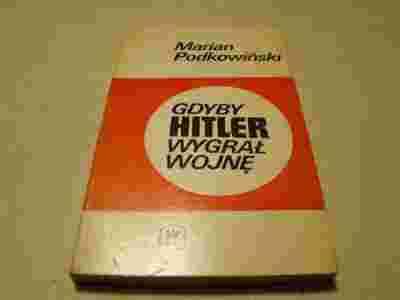 Marian
Podkowiński
GDYBY
HITLER
WYGRAŁ
WOJNĘ